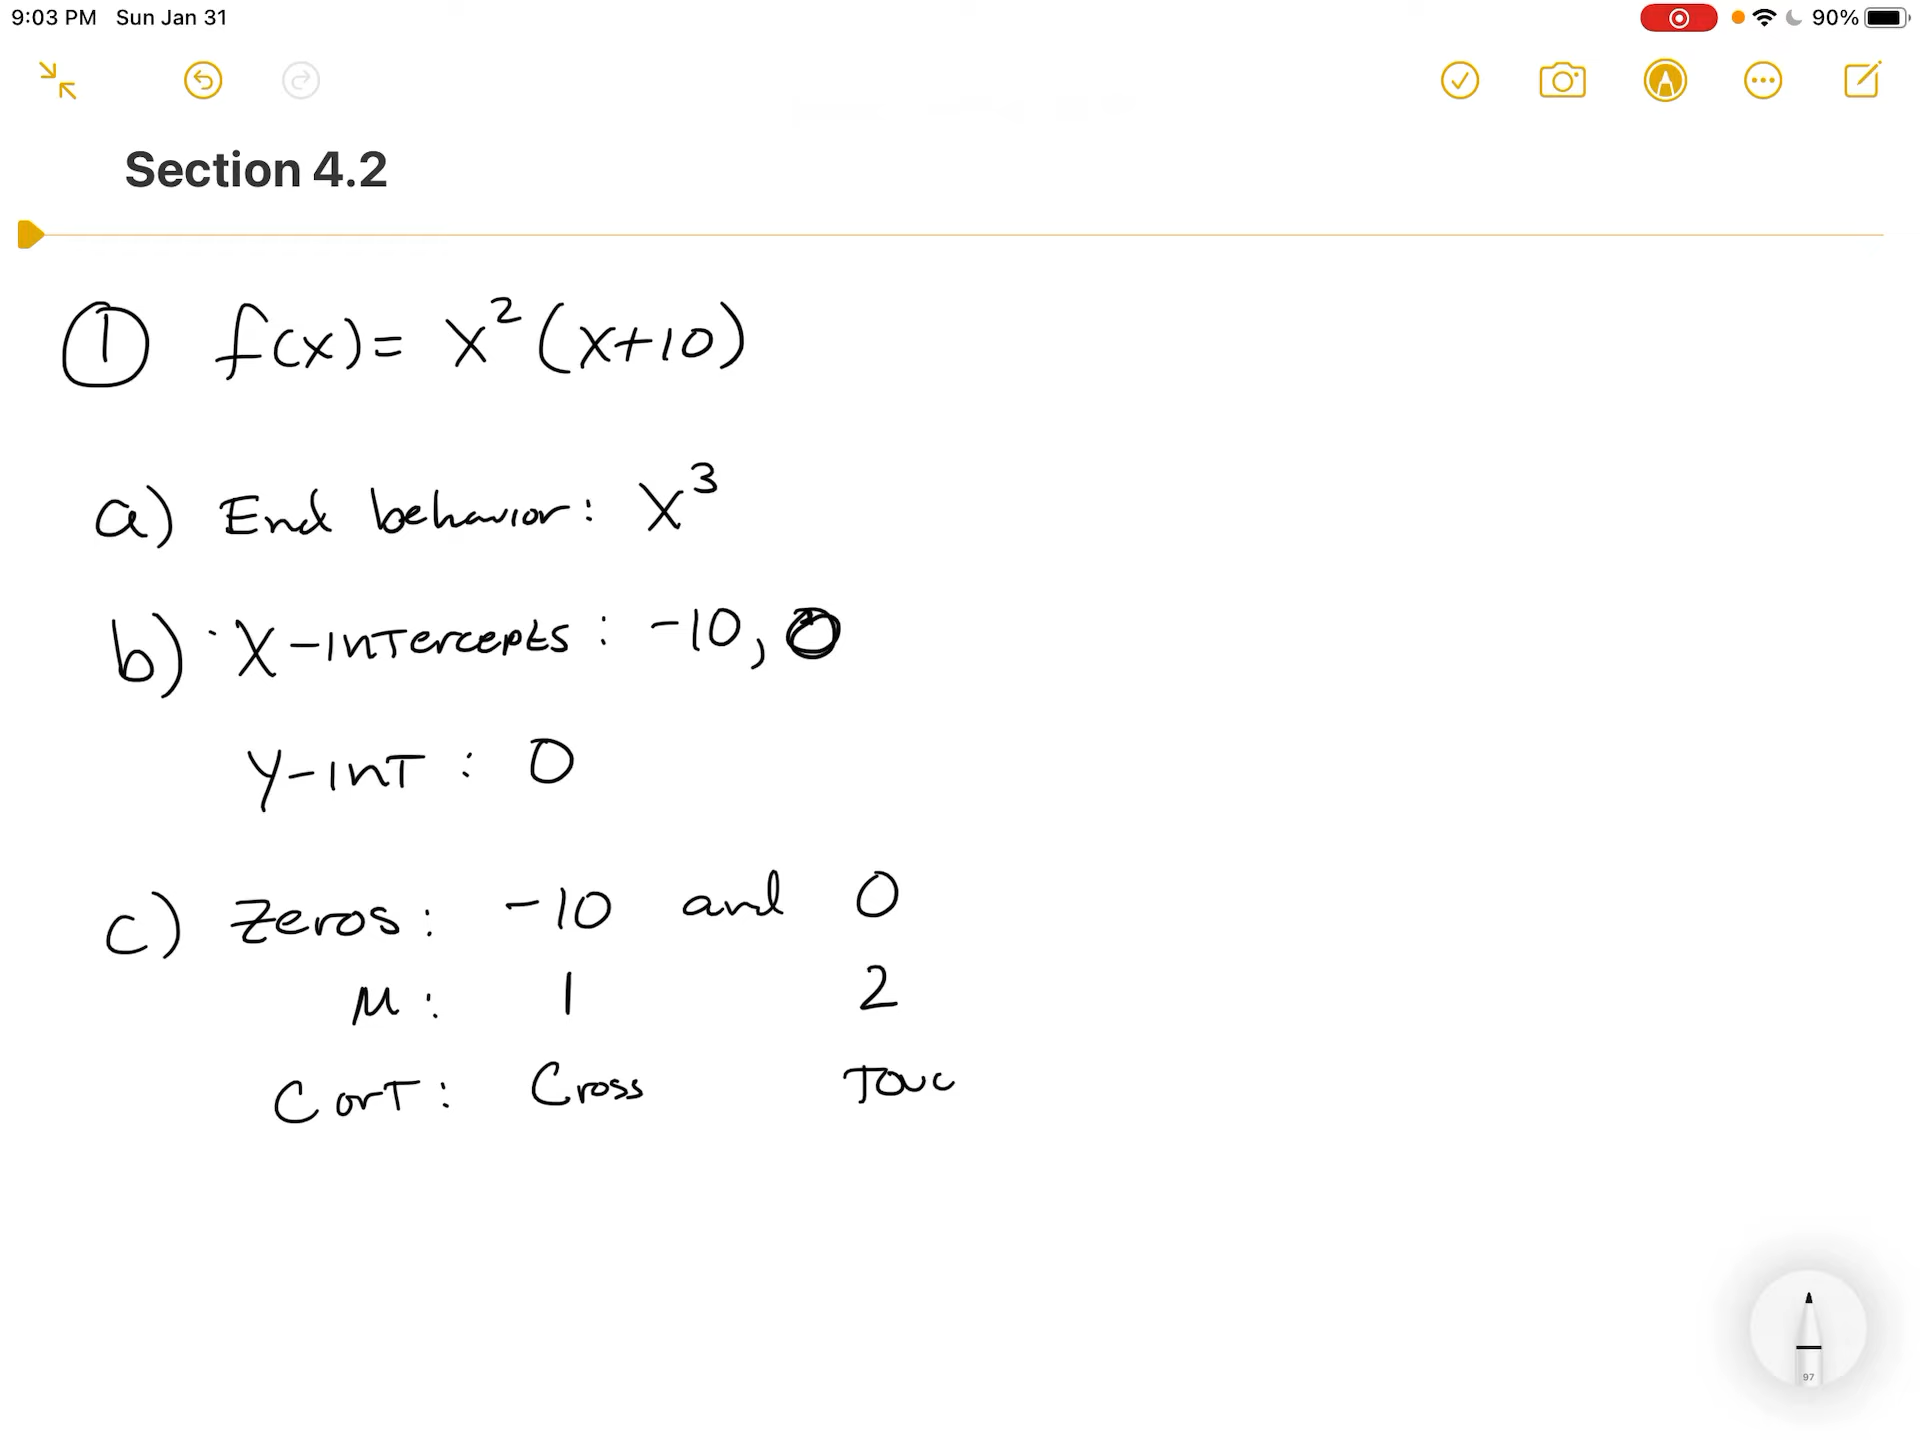 9:03 PM Sun Jan 31 90%
Section 4.2
① f(x)= x²(x+10)
a) End behavior: x³
b) x-intercepts: -10, 0
y-int: 0
c) Zeros: -10 and 0
M: 1 2
C or T: Cross Touc
97